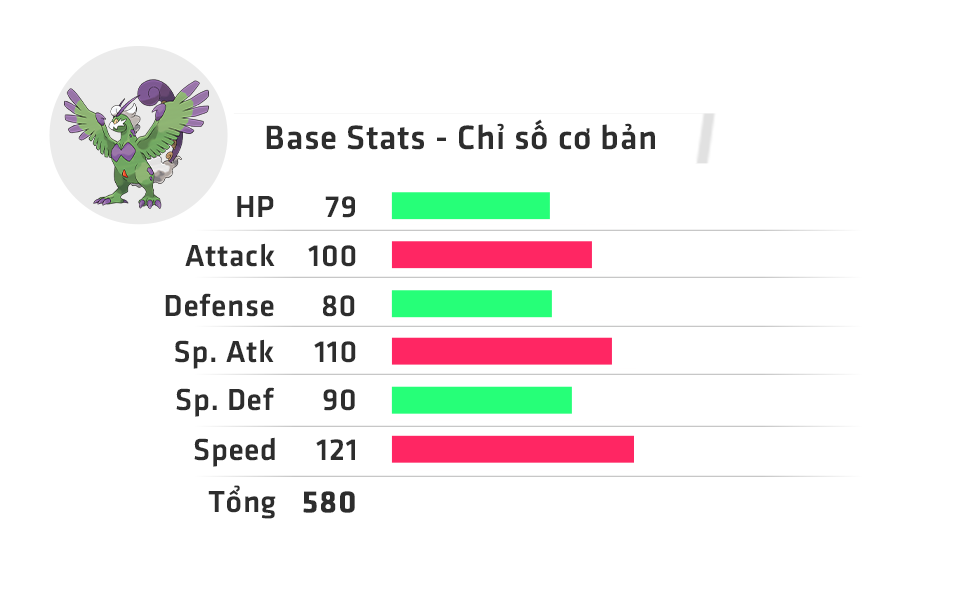 Base Stats - Chỉ số cơ bản
HP 79
Attack 100
Defense 80
Sp. Atk 110
Sp. Def 90
Speed 121
Tổng 580